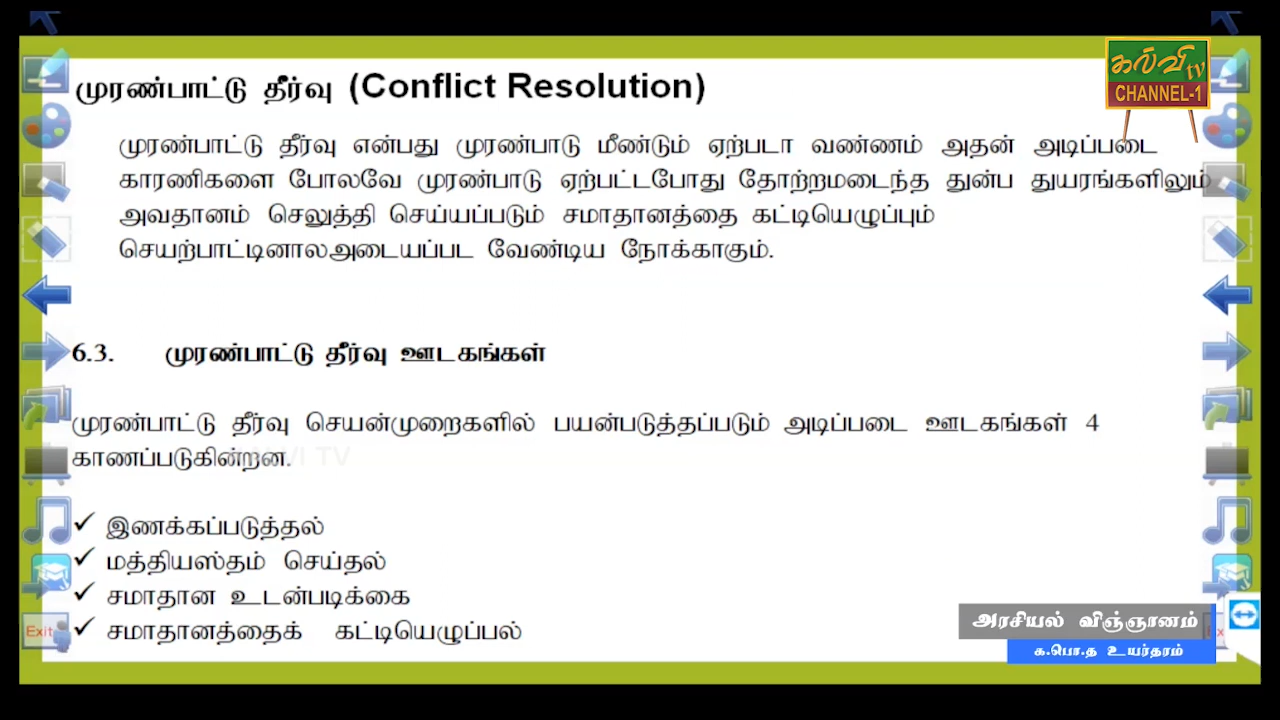 கல்வி tv
CHANNEL-1
முரண்பாட்டு தீர்வு (Conflict Resolution)
முரண்பாட்டு தீர்வு என்பது முரண்பாடு மீண்டும் ஏற்படா வண்ணம் அதன் அடிப்படை
காரணிகளை போலவே முரண்பாடு ஏற்பட்டபோது தோற்றமடைந்த துன்ப துயரங்களிலும்
அவதானம் செலுத்தி செய்யப்படும் சமாதானத்தை கட்டியெழுப்பும்
செயற்பாட்டினாலஅடையப்பட வேண்டிய நோக்காகும்.
6.3. முரண்பாட்டு தீர்வு ஊடகங்கள்
முரண்பாட்டு தீர்வு செயன்முறைகளில் பயன்படுத்தப்படும் அடிப்படை ஊடகங்கள் 4
காணப்படுகின்றன.
✓ இணக்கப்படுத்தல்
✓ மத்தியஸ்தம் செய்தல்
✓ சமாதான உடன்படிக்கை
✓ சமாதானத்தைக் கட்டியெழுப்பல்
Exit
அரசியல் விஞ்ஞானம்
க.பொ.த உயர்தரம்